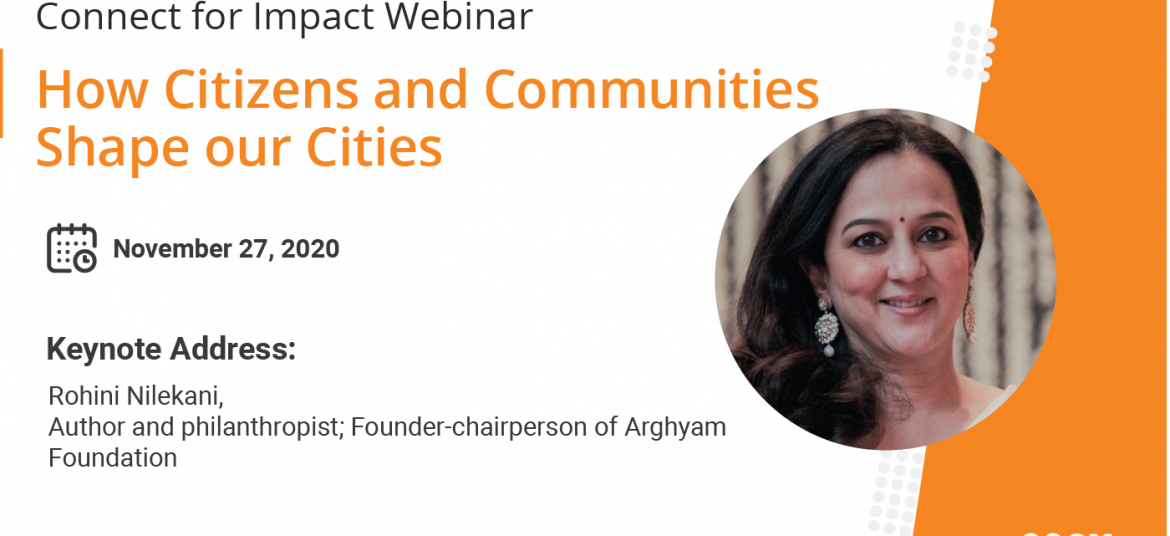 Connect for Impact Webinar
How Citizens and Communities
Shape our Cities
November 27, 2020
Keynote Address:
Rohini Nilekani,
Author and philanthropist; Founder-chairperson of Arghyam
Foundation